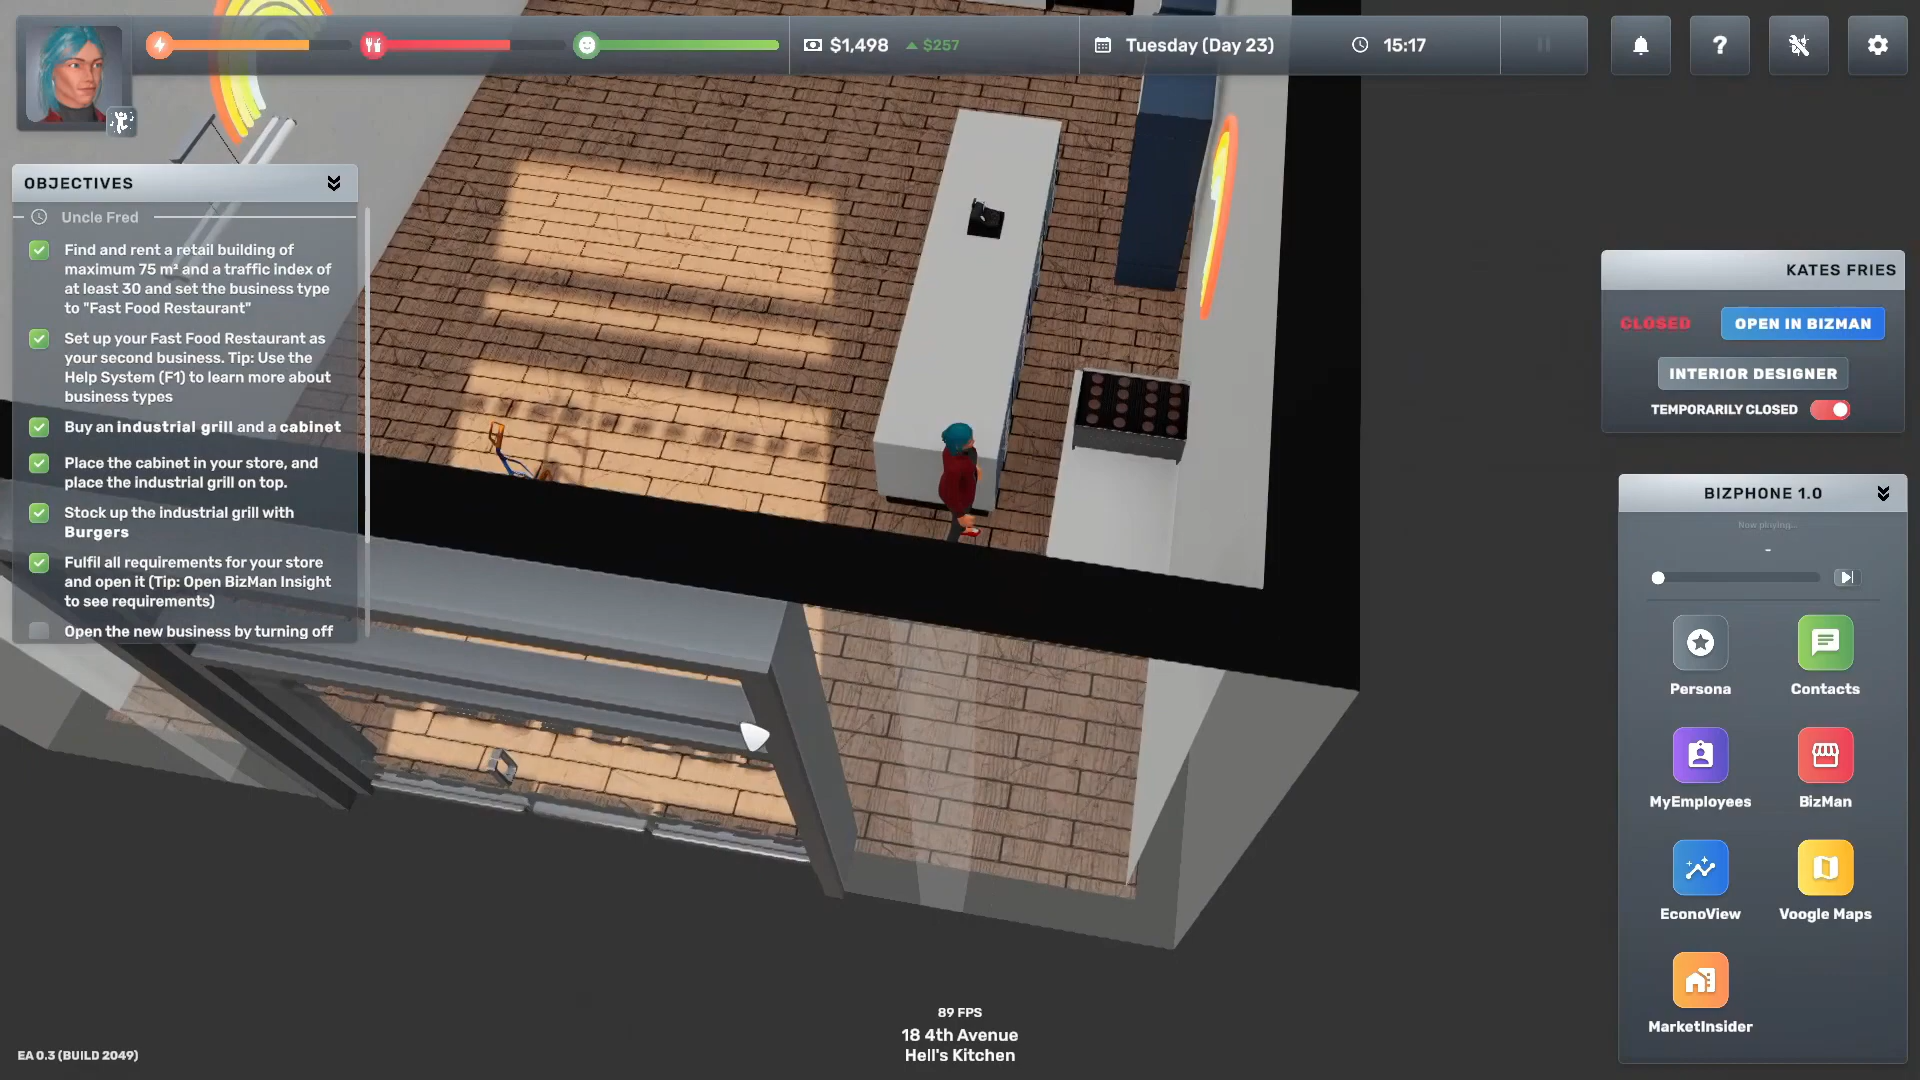 $1,498
$257
Tuesday (Day 23)
15:17
?
OBJECTIVES
Uncle Fred
Find and rent a retail building of
maximum 75 m² and a traffic index of
at least 30 and set the business type
to "Fast Food Restaurant"
Set up your Fast Food Restaurant as
your second business. Tip: Use the
Help System (F1) to learn more about
business types
Buy an industrial grill and a cabinet
Place the cabinet in your store, and
place the industrial grill on top.
Stock up the industrial grill with
Burgers
Fulfil all requirements for your store
and open it (Tip: Open BizMan Insight
to see requirements)
Open the new business by turning off
KATES FRIES
CLOSED
OPEN IN BIZMAN
INTERIOR DESIGNER
TEMPORARILY CLOSED
BIZPHONE 1.0
Now playing...
-
Persona
Contacts
MyEmployees
BizMan
EconoView
Voogle Maps
MarketInsider
89 FPS
18 4th Avenue
Hell's Kitchen
EA 0.3 (BUILD 2049)